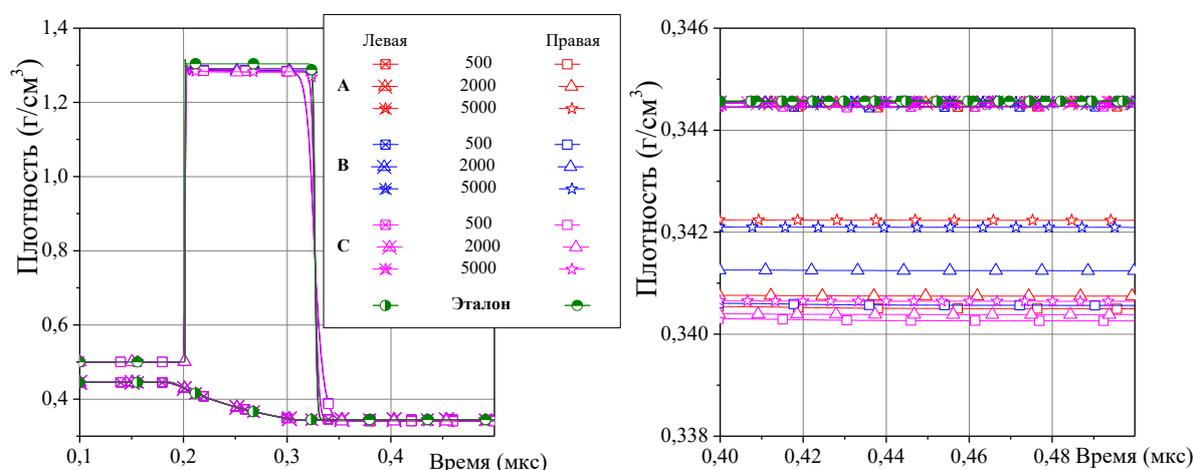 Плотность (г/см³)
1,4
1,2
1,0
0,8
0,6
0,4
0,1
0,2
0,3
0,4
Время (мкс)
Левая Правая
500
A 2000
5000
500
B 2000
5000
500
C 2000
5000
Эталон
Плотность (г/см³)
0,346
0,344
0,342
0,340
0,338
0,40
0,42
0,44
0,46
0,48
Время (мкс)